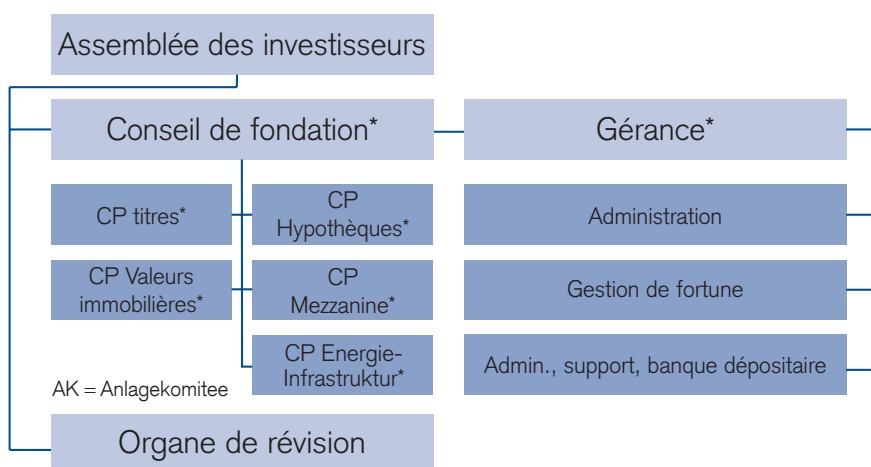 Assemblée des investisseurs
Conseil de fondation*
Gérance*
CP titres*
CP
Hypothèques*
Administration
CP Valeurs
immobilières*
CP
Mezzanine*
Gestion de fortune
CP Energie-
Infrastruktur*
Admin., support, banque dépositaire
AK = Anlagekomitee
Organe de révision